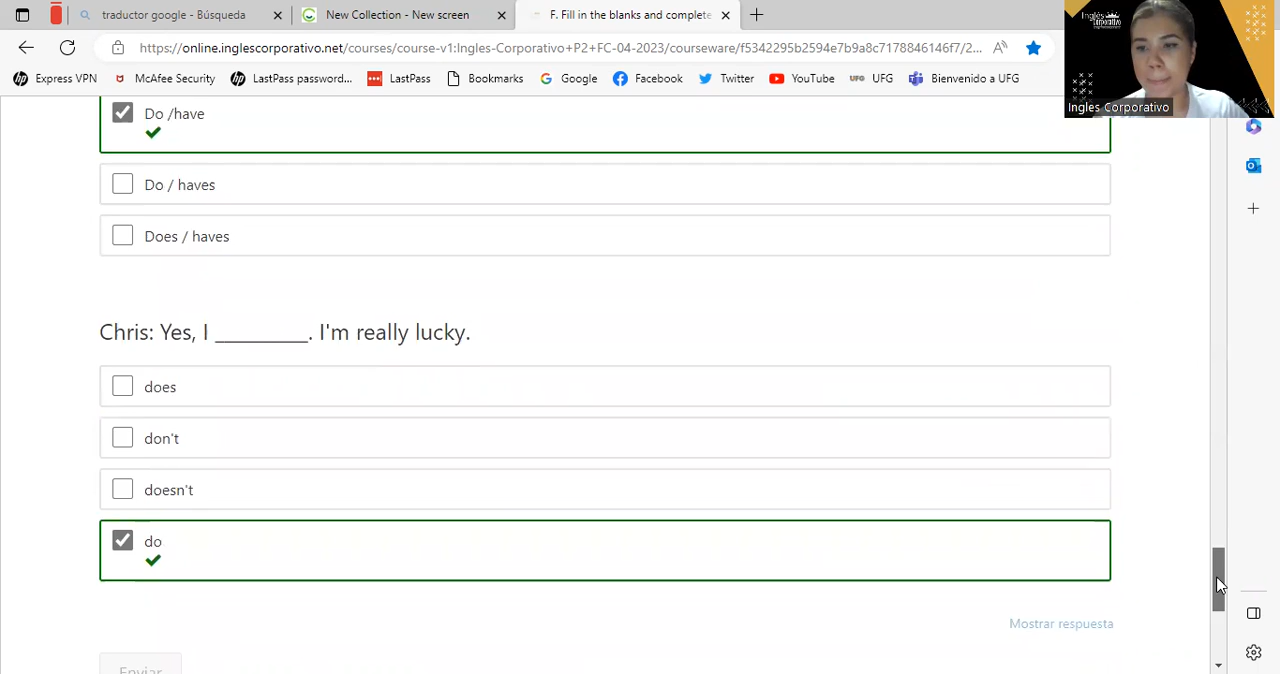 traductor google - Búsqueda
New Collection - New screen
F. Fill in the blanks and complete
https://online.inglescorporativo.net/courses/course-v1:Ingles-Corporativo+P2+FC-04-2023/courseware/f5342295b2594e7b9a8c7178846146f7/2...
Express VPN
McAfee Security
LastPass password...
LastPass
Bookmarks
Google
Facebook
Twitter
YouTube
UFG
Bienvenido a UFG
Inglés
Corporativo
Ingles Corporativo
Do /have
Do / haves
Does / haves
Chris: Yes, I _________. I'm really lucky.
does
don't
doesn't
do
Mostrar respuesta
Enviar